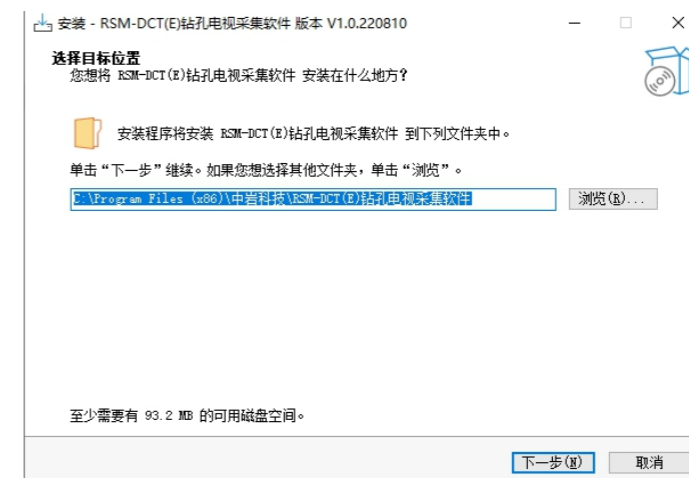 安装 - RSM-DCT(E)钻孔电视采集软件 版本 V1.0.220810
选择目标位置
您想将 RSM-DCT(E)钻孔电视采集软件 安装在什么地方?
安装程序将安装 RSM-DCT(E)钻孔电视采集软件 到下列文件夹中。
单击“下一步”继续。如果您想选择其他文件夹，单击“浏览”。
C:\Program Files (x86)\中岩科技\RSM-DCT(E)钻孔电视采集软件
浏览(R)...
至少需要有 93.2 MB 的可用磁盘空间。
下一步(N)
取消